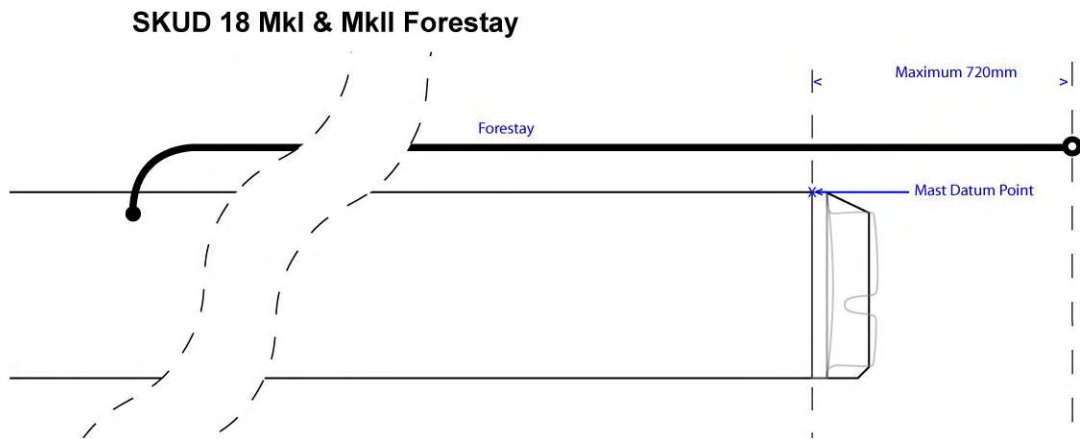 SKUD 18 MkI & MkII Forestay
Maximum 720mm
Forestay
Mast Datum Point